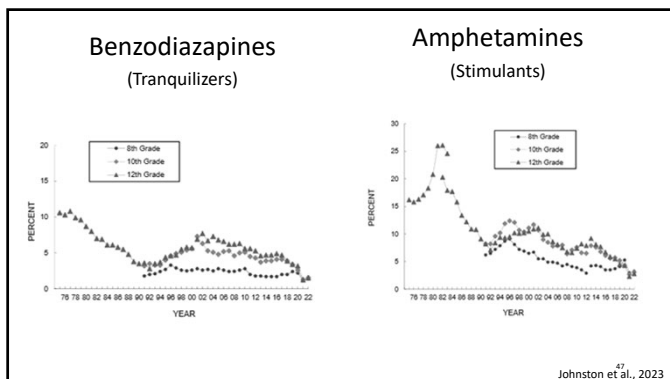 Benzodiazapines
(Tranquilizers)
8th Grade
10th Grade
12th Grade
20
15
10
5
0
PERCENT
76 78 80 82 84 86 88 90 92 94 96 98 00 02 04 06 08 10 12 14 16 18 20 22
YEAR
Amphetamines
(Stimulants)
8th Grade
10th Grade
12th Grade
30
25
20
15
10
5
0
PERCENT
76 78 80 82 84 86 88 90 92 94 96 98 00 02 04 06 08 10 12 14 16 18 20 22
YEAR
47
Johnston et al., 2023